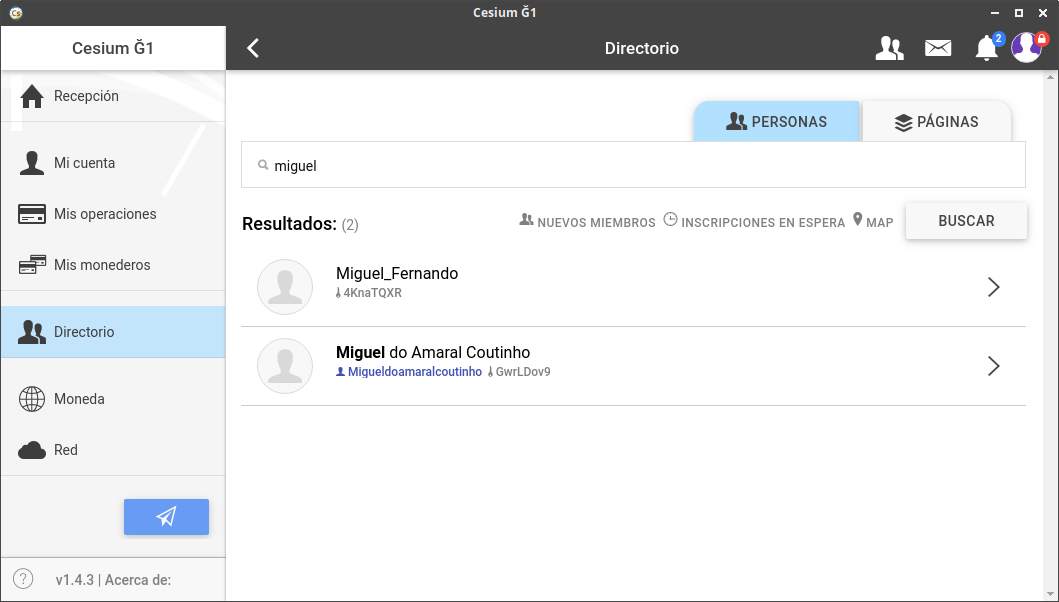 Cesium Ğ1
Cesium Ğ1
Directorio
2
Recepción
Mi cuenta
Mis operaciones
Mis monederos
Directorio
Moneda
Red
? v1.4.3 | Acerca de:
PERSONAS
PÁGINAS
miguel
Resultados: (2)
NUEVOS MIEMBROS INSCRIPCIONES EN ESPERA MAP
BUSCAR
Miguel_Fernando
4KnaTQXR
Miguel do Amaral Coutinho
Migueldoamaralcoutinho GwrLDov9